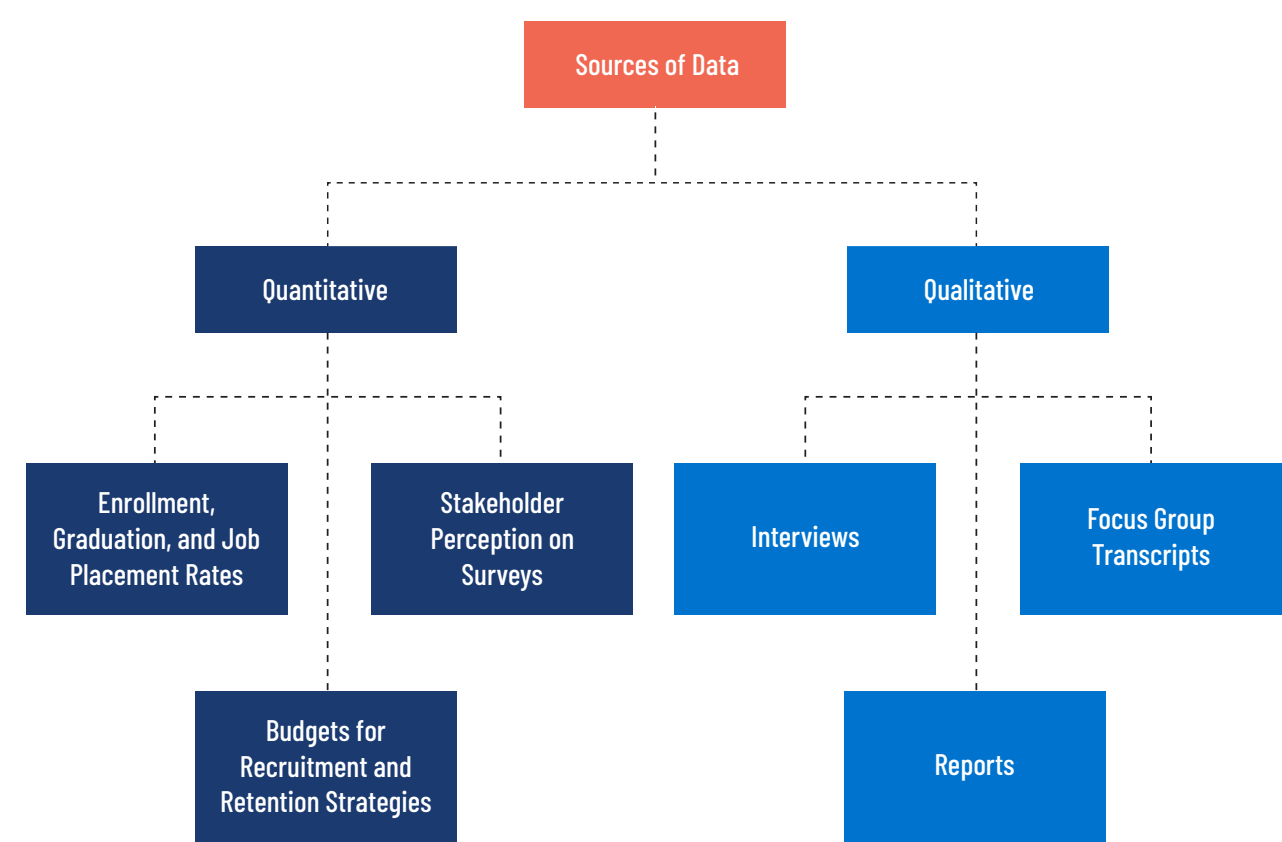 Sources of Data
Quantitative
Qualitative
Enrollment,
Graduation, and Job
Placement Rates
Stakeholder
Perception on
Surveys
Interviews
Focus Group
Transcripts
Budgets for
Recruitment and
Retention Strategies
Reports